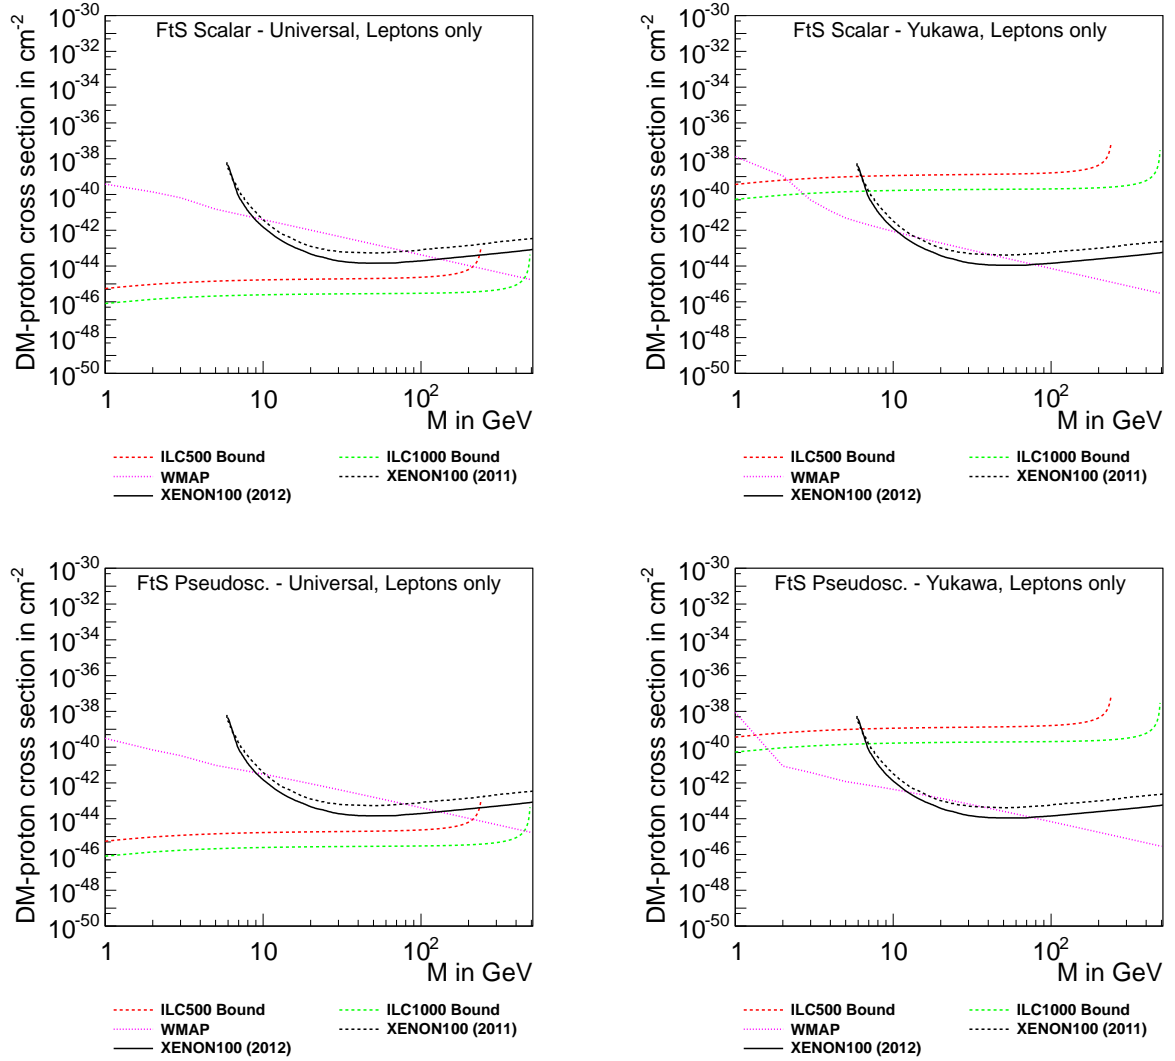 FtS Scalar - Universal, Leptons only
DM-proton cross section in cm-2
10-30
10-32
10-34
10-36
10-38
10-40
10-42
10-44
10-46
10-48
10-50
1 10 102
M in GeV
ILC500 Bound ILC1000 Bound
WMAP XENON100 (2011)
XENON100 (2012)
FtS Scalar - Yukawa, Leptons only
DM-proton cross section in cm-2
10-30
10-32
10-34
10-36
10-38
10-40
10-42
10-44
10-46
10-48
10-50
1 10 102
M in GeV
ILC500 Bound ILC1000 Bound
WMAP XENON100 (2011)
XENON100 (2012)
FtS Pseudosc. - Universal, Leptons only
DM-proton cross section in cm-2
10-30
10-32
10-34
10-36
10-38
10-40
10-42
10-44
10-46
10-48
10-50
1 10 102
M in GeV
ILC500 Bound ILC1000 Bound
WMAP XENON100 (2011)
XENON100 (2012)
FtS Pseudosc. - Yukawa, Leptons only
DM-proton cross section in cm-2
10-30
10-32
10-34
10-36
10-38
10-40
10-42
10-44
10-46
10-48
10-50
1 10 102
M in GeV
ILC500 Bound ILC1000 Bound
WMAP XENON100 (2011)
XENON100 (2012)